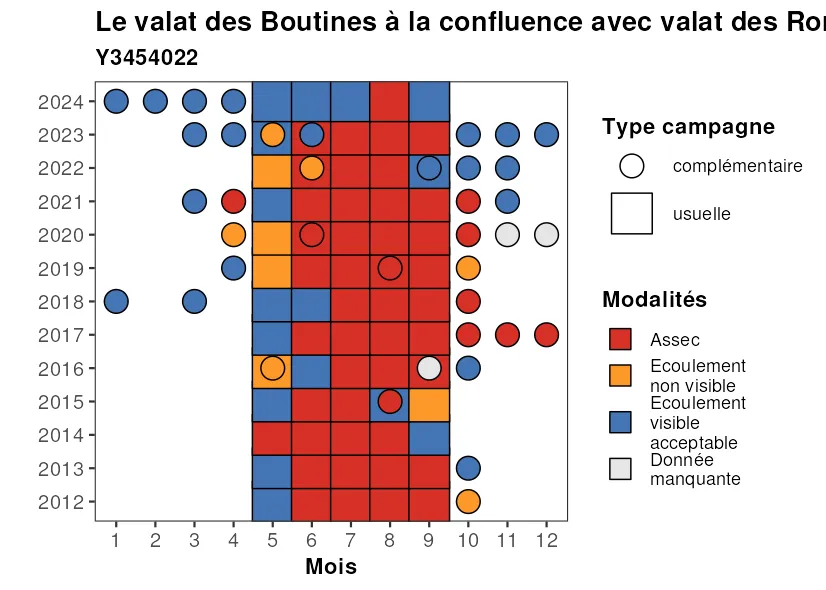 Le valat des Boutines à la confluence avec valat des
Y3454022
2024
2023
2022
2021
2020
2019
2018
2017
2016
2015
2014
2013
2012
1 2 3 4 5 6 7 8 9 10 11 12
Mois
Type campagne
complémentaire
usuelle
Modalités
Assec
Ecoulement
non visible
Ecoulement
visible
acceptable
Donnée
manquante